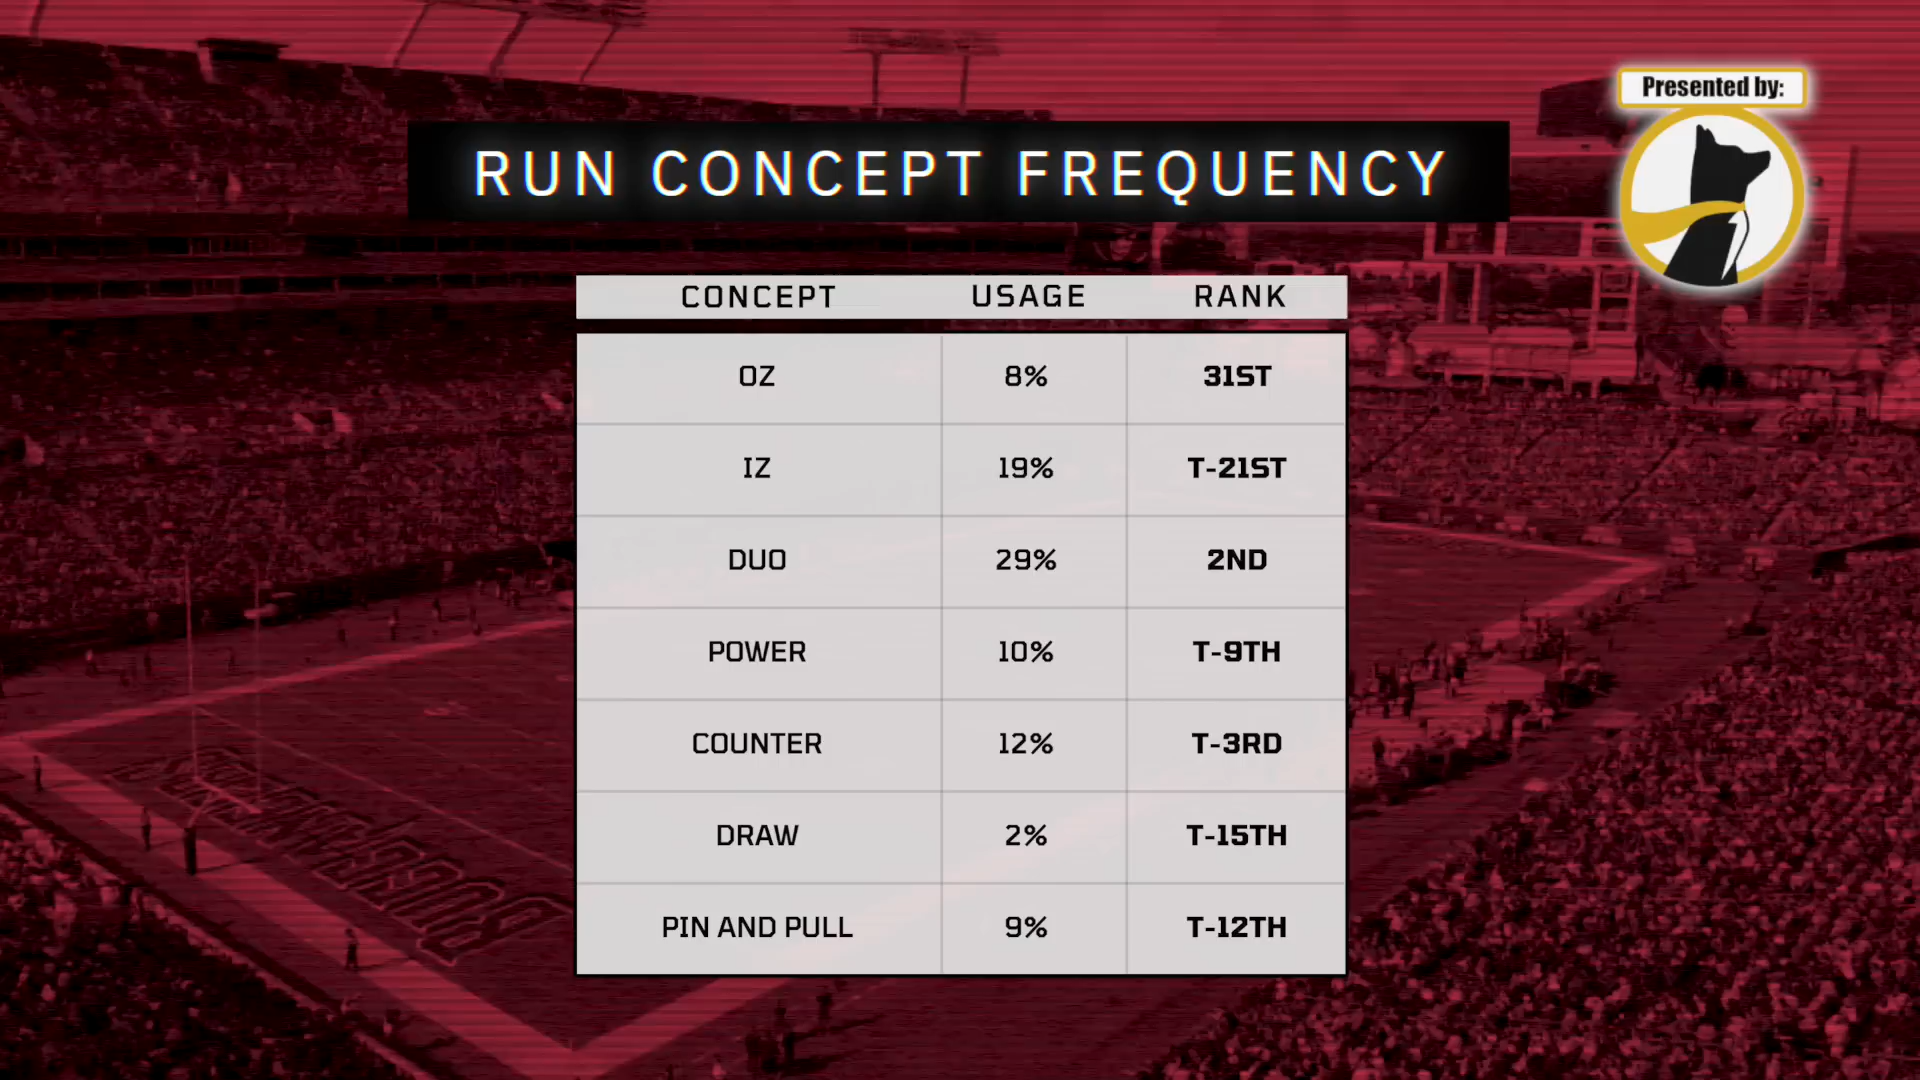 Presented by:
RUN CONCEPT FREQUENCY
CONCEPT USAGE RANK
OZ 8% 31ST
IZ 19% T-21ST
DUO 29% 2ND
POWER 10% T-9TH
COUNTER 12% T-3RD
DRAW 2% T-15TH
PIN AND PULL 9% T-12TH
BUCCANEERS